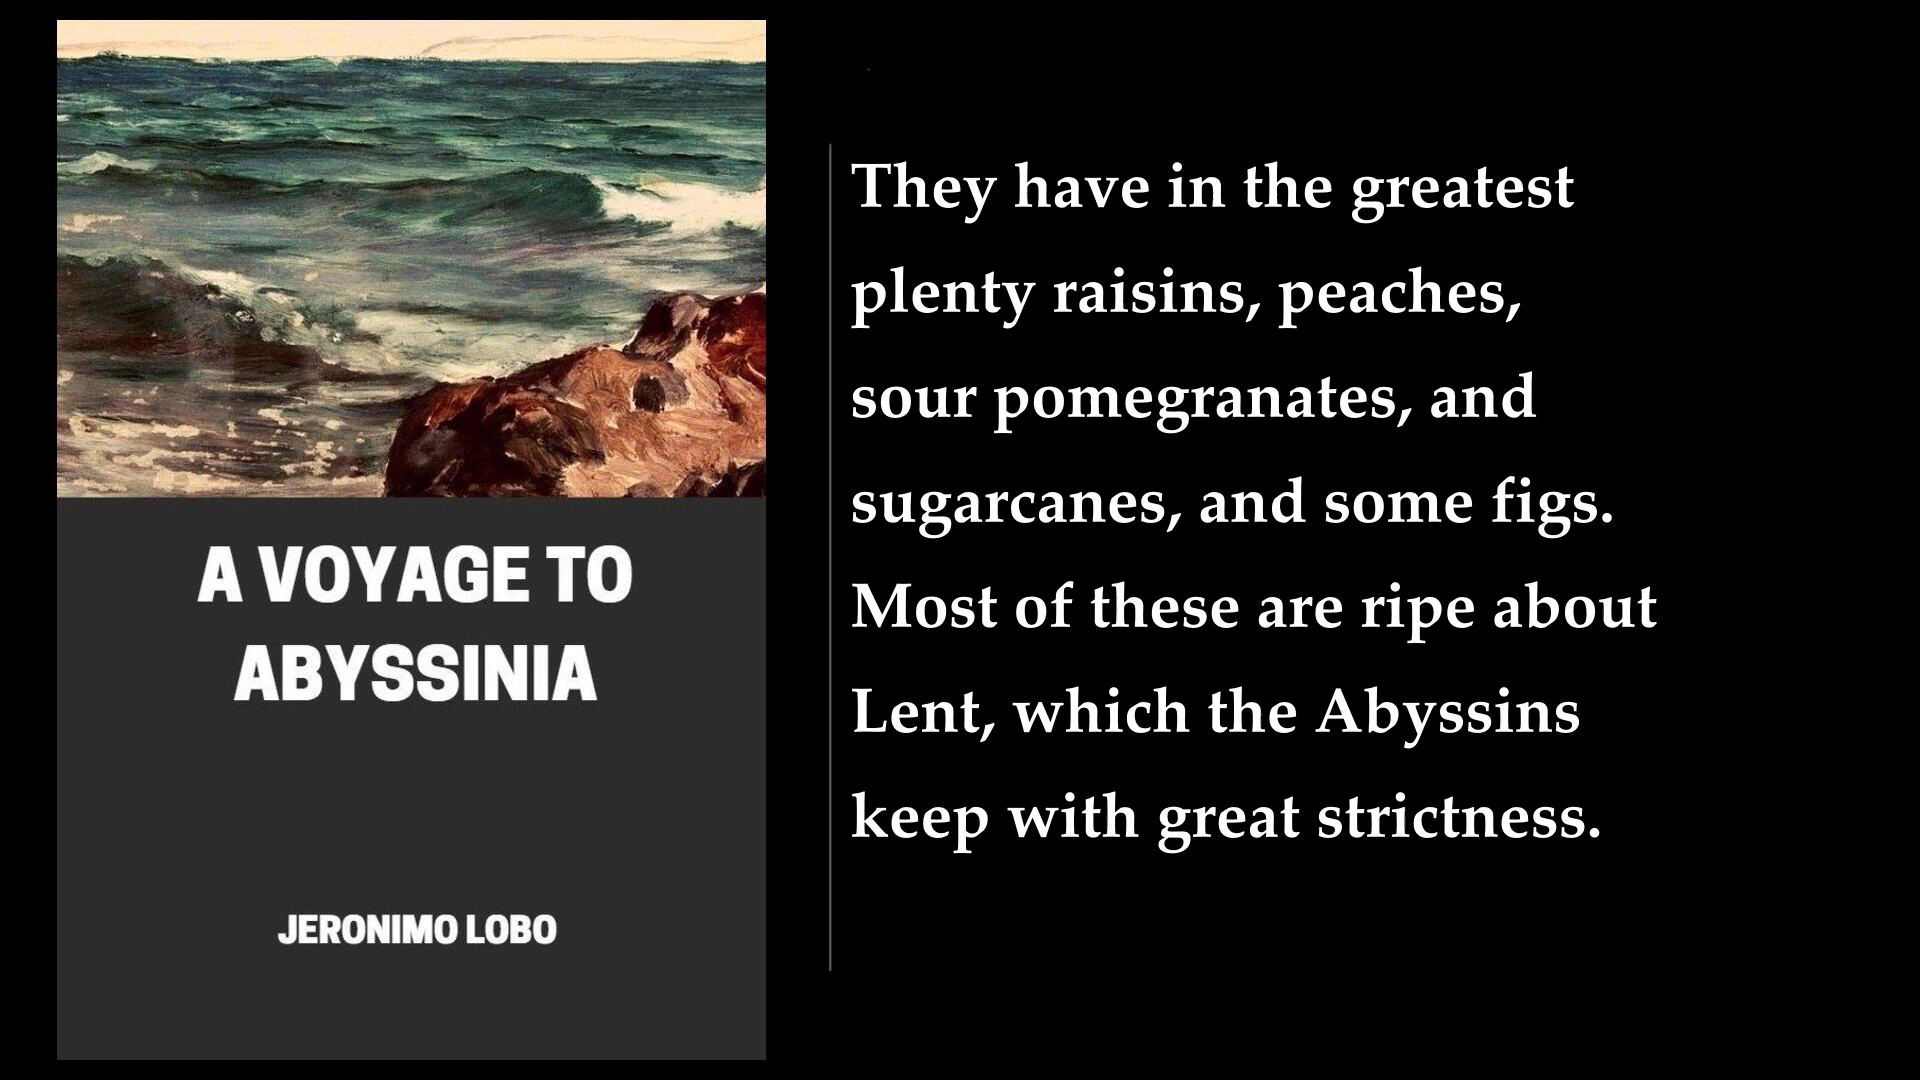 A VOYAGE TO
ABYSSINIA
JERONIMO LOBO
They have in the greatest
plenty raisins, peaches,
sour pomegranates, and
sugarcanes, and some figs.
Most of these are ripe about
Lent, which the Abyssins
keep with great strictness.